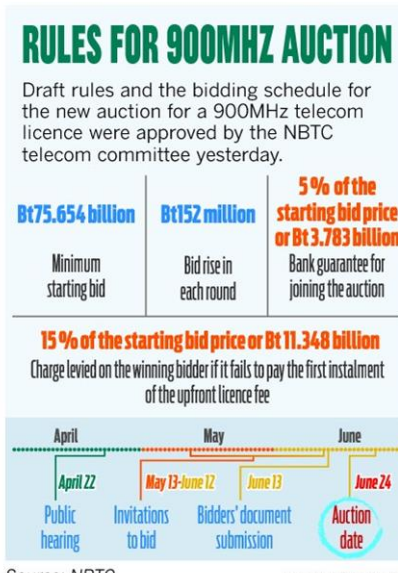 RULES FOR 900MHZ AUCTION
Draft rules and the bidding schedule for
the new auction for a 900MHz telecom
licence were approved by the NBTC
telecom committee yesterday.
Bt75.654 billion
Minimum
starting bid
Bt152 million
Bid rise in
each round
5% of the
starting bid price
or Bt 3.783 billion
Bank guarantee for
joining the auction
15% of the starting bid price or Bt 11.348 billion
Charge levied on the winning bidder if it fails to pay the first instalment
of the upfront licence fee
April
May
June
April 22
May 13-June 12
June 13
June 24
Public
hearing
Invitations
to bid
Bidders' document
submission
Auction
date
Source: NBTC